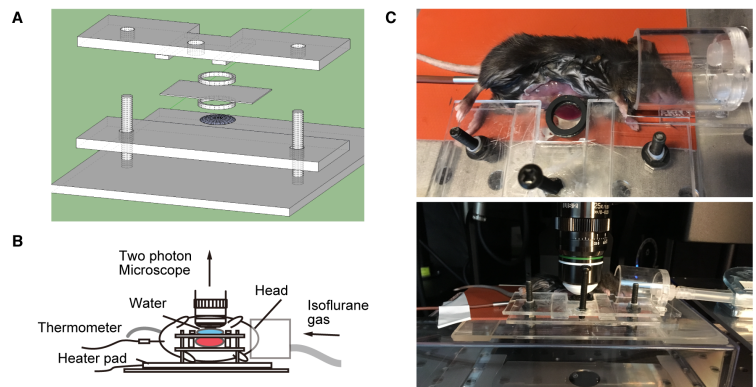 A
B
Two photon
Microscope
Water
Head
Isoflurane
gas
Thermometer
Heater pad
C